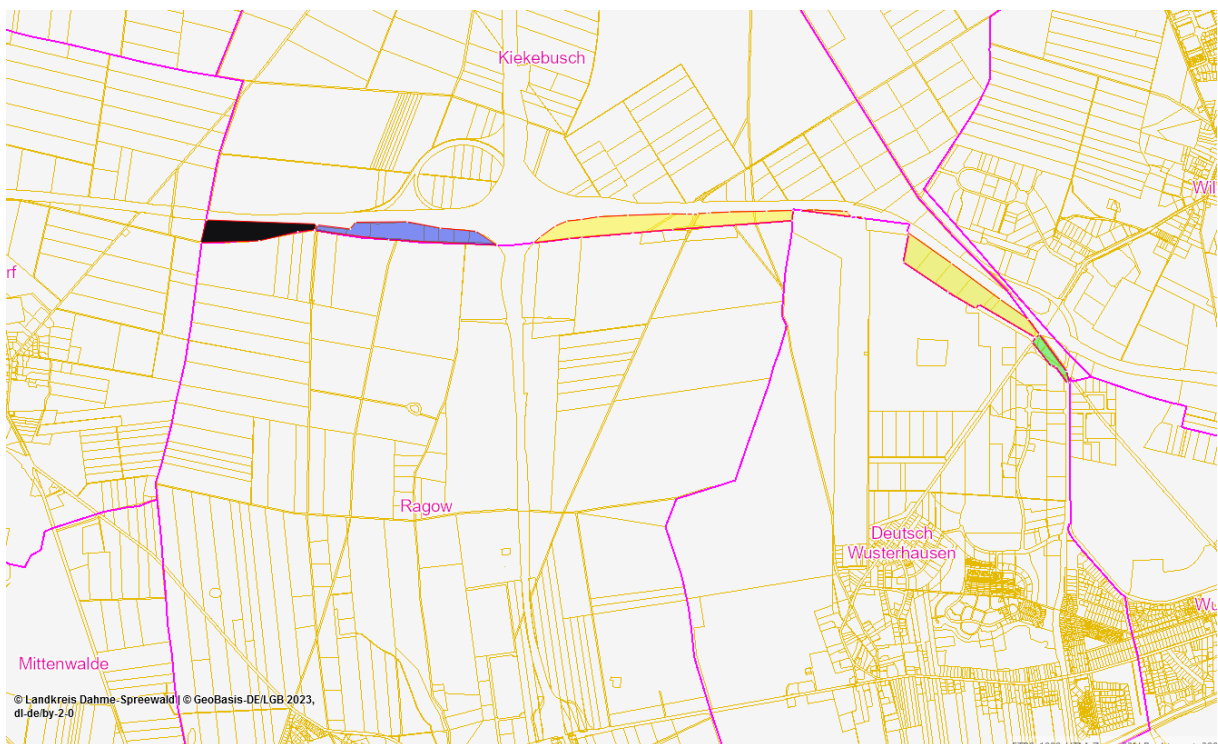 Kiekebusch
Wil
rf
Ragow
Deutsch
Wusterhausen
Wu
Mittenwalde
© Landkreis Dahme-Spreewald | © GeoBasis-DE/LGB 2023,
dl-de/by-2-0